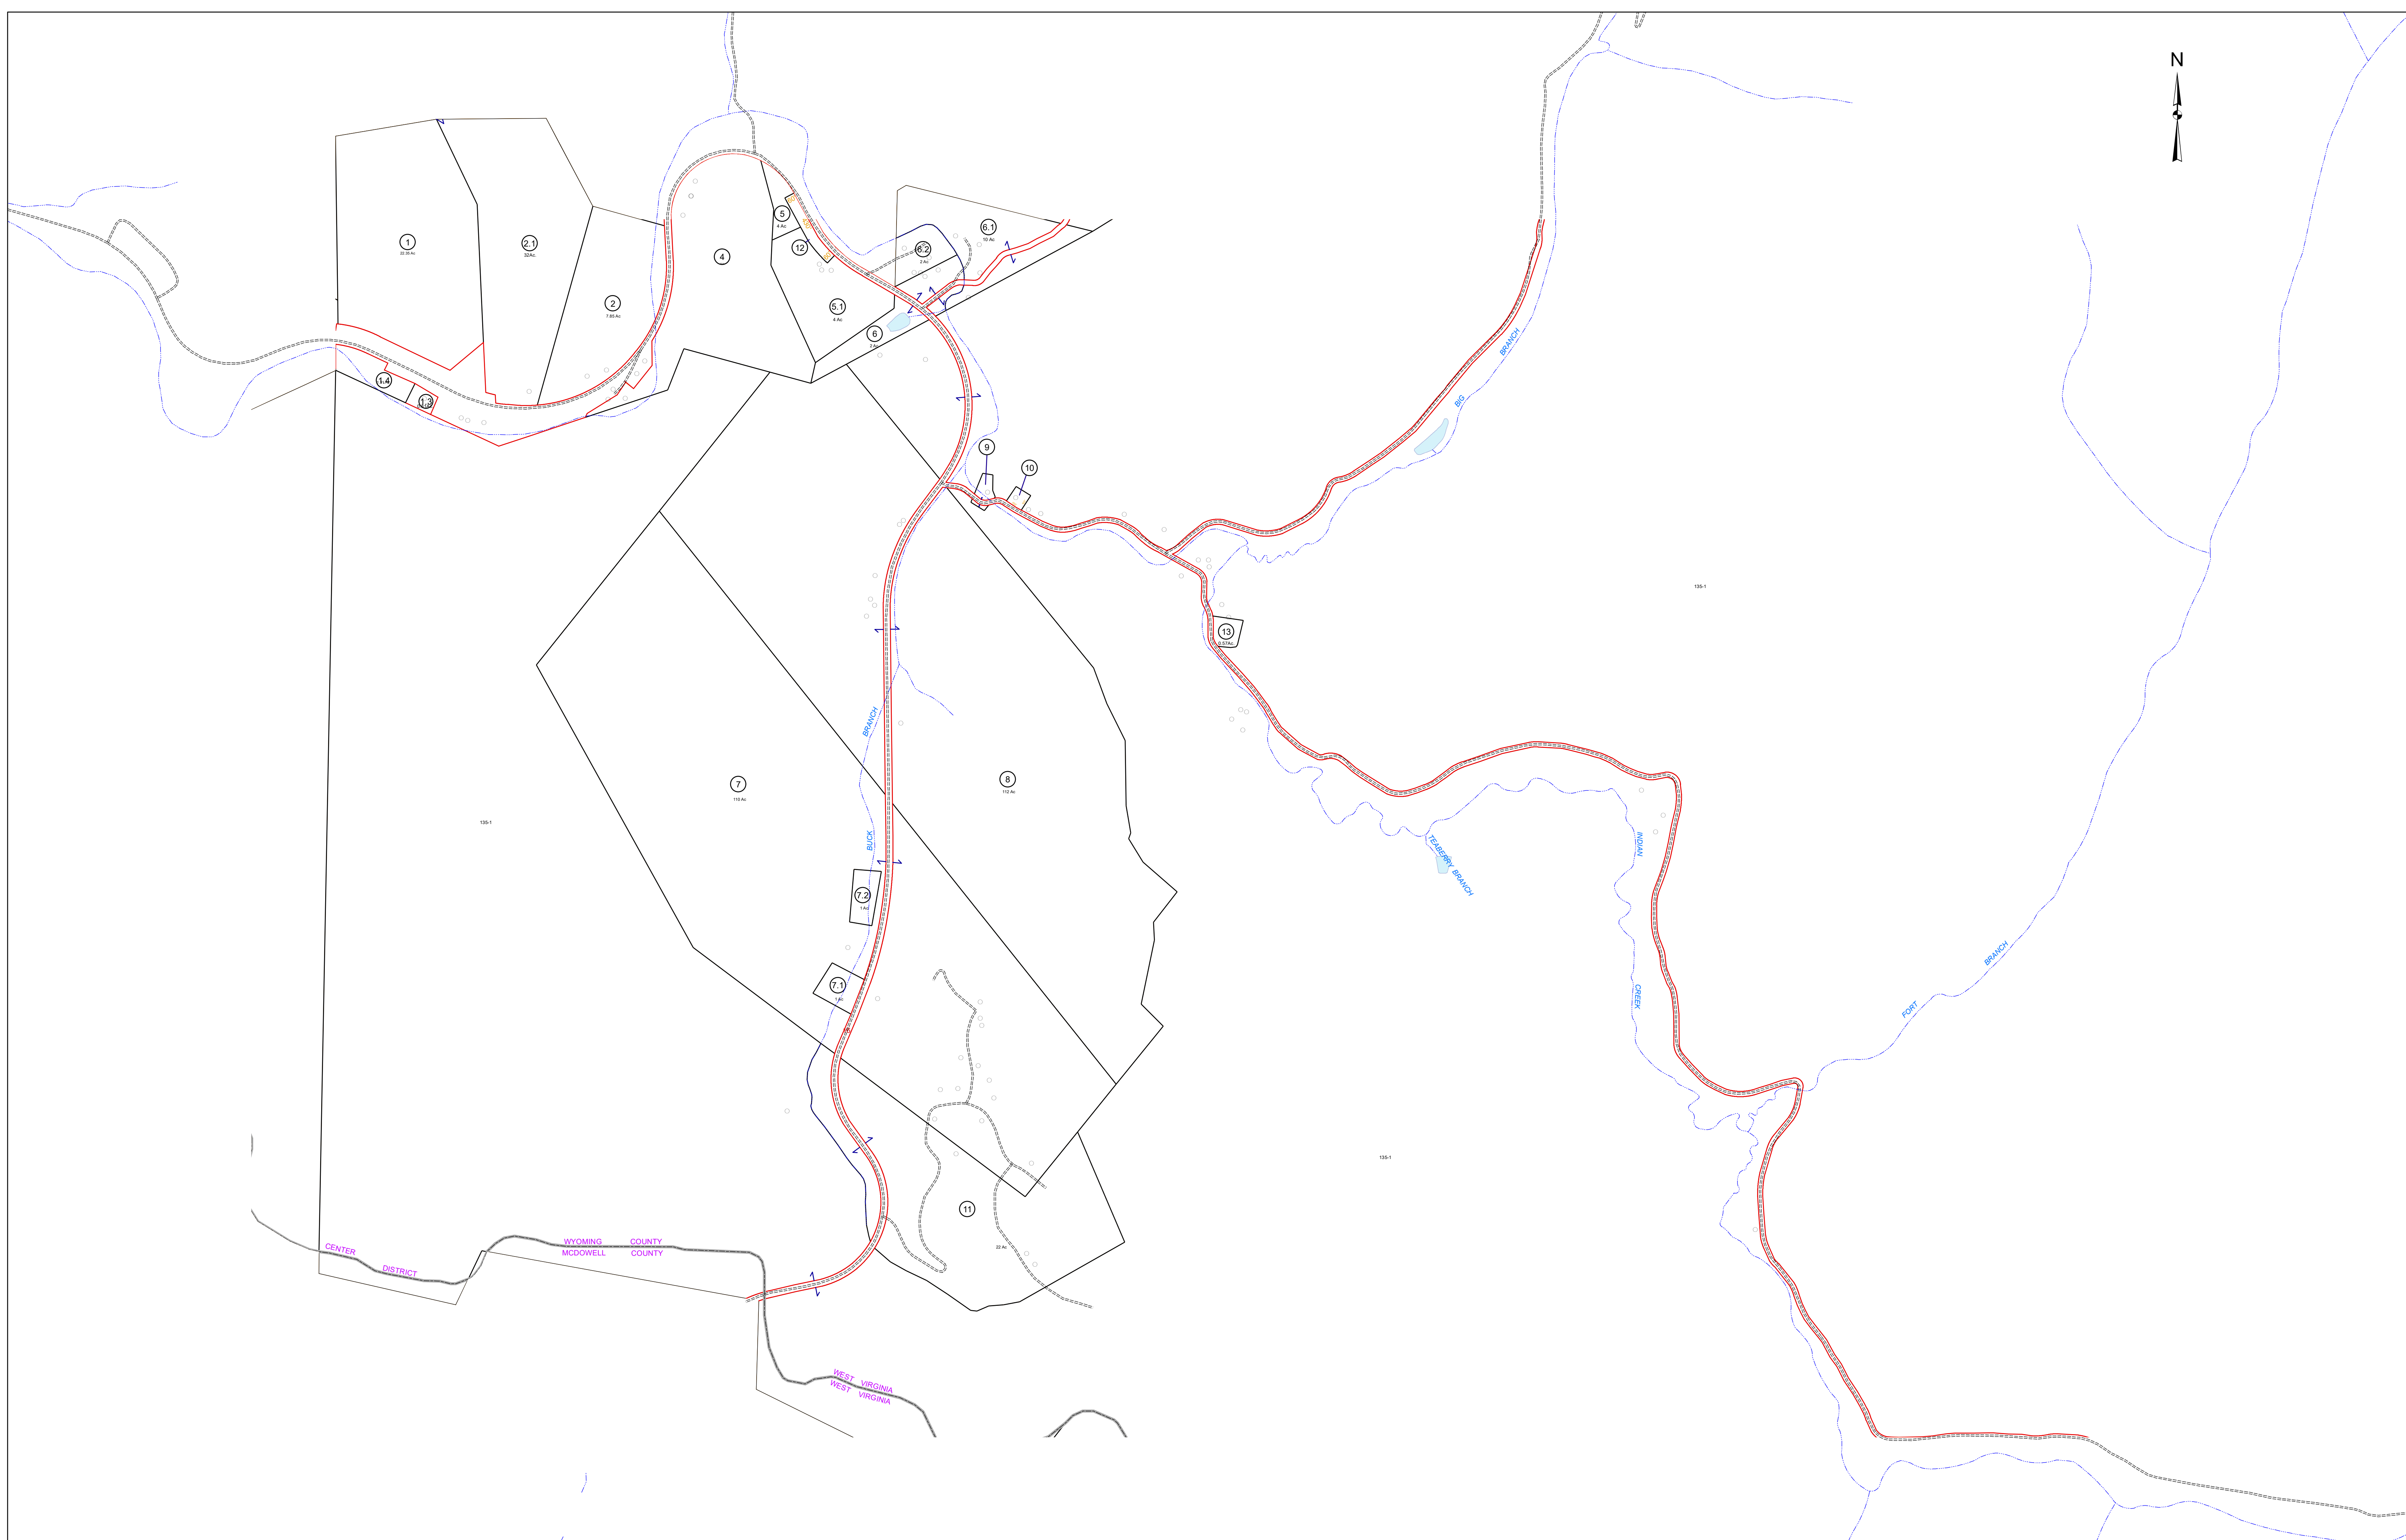 N
5
4 Ac
6.1
10 Ac
1
22.35 Ac
2.1
32Ac.
12
6.2
2 Ac
4
2
7.85 Ac
5.1
4 Ac
6
2 Ac
BRANCH
BIG
1.4
1.3
9
10
135-1
13
0.57Ac
BRANCH
7
110 Ac
8
112 Ac
135-1
BUCK
TEABERRY BRANCH
INDIAN
7.2
1 Ac
BRANCH
7.1
1 Ac
CREEK
FORT
135-1
11
22 Ac
CENTER
DISTRICT
WYOMING COUNTY
MCDOWELL COUNTY
WEST VIRGINIA
WEST VIRGINIA